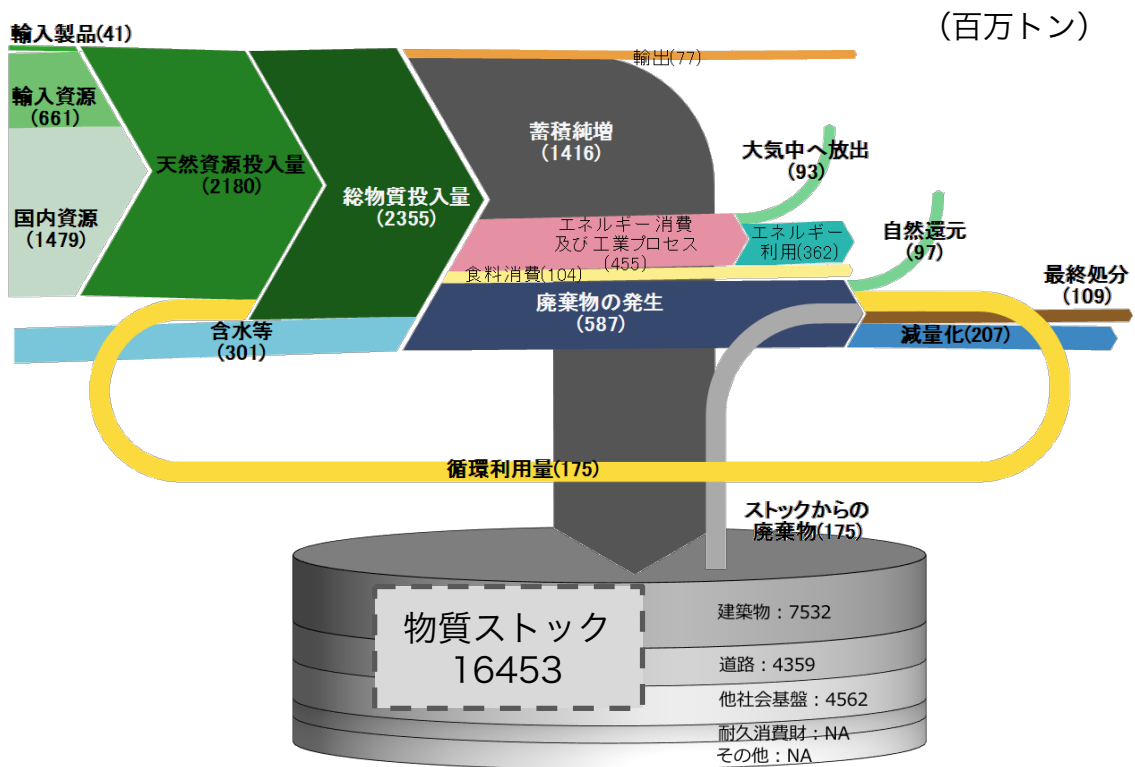 （百万トン）
輸入製品(41)
輸入資源
(661)
国内資源
(1479)
天然資源投入量
(2180)
総物質投入量
(2355)
含水等
(301)
輸出(77)
蓄積純増
(1416)
エネルギー消費
及び工業プロセス
(455)
食料消費(104)
廃棄物の発生
(587)
大気中へ放出
(93)
エネルギー
利用(362)
自然還元
(97)
最終処分
(109)
減量化(207)
循環利用量(175)
ストックからの
廃棄物(175)
物質ストック
16453
建築物：7532
道路：4359
他社会基盤：4562
耐久消費財：NA
その他：NA